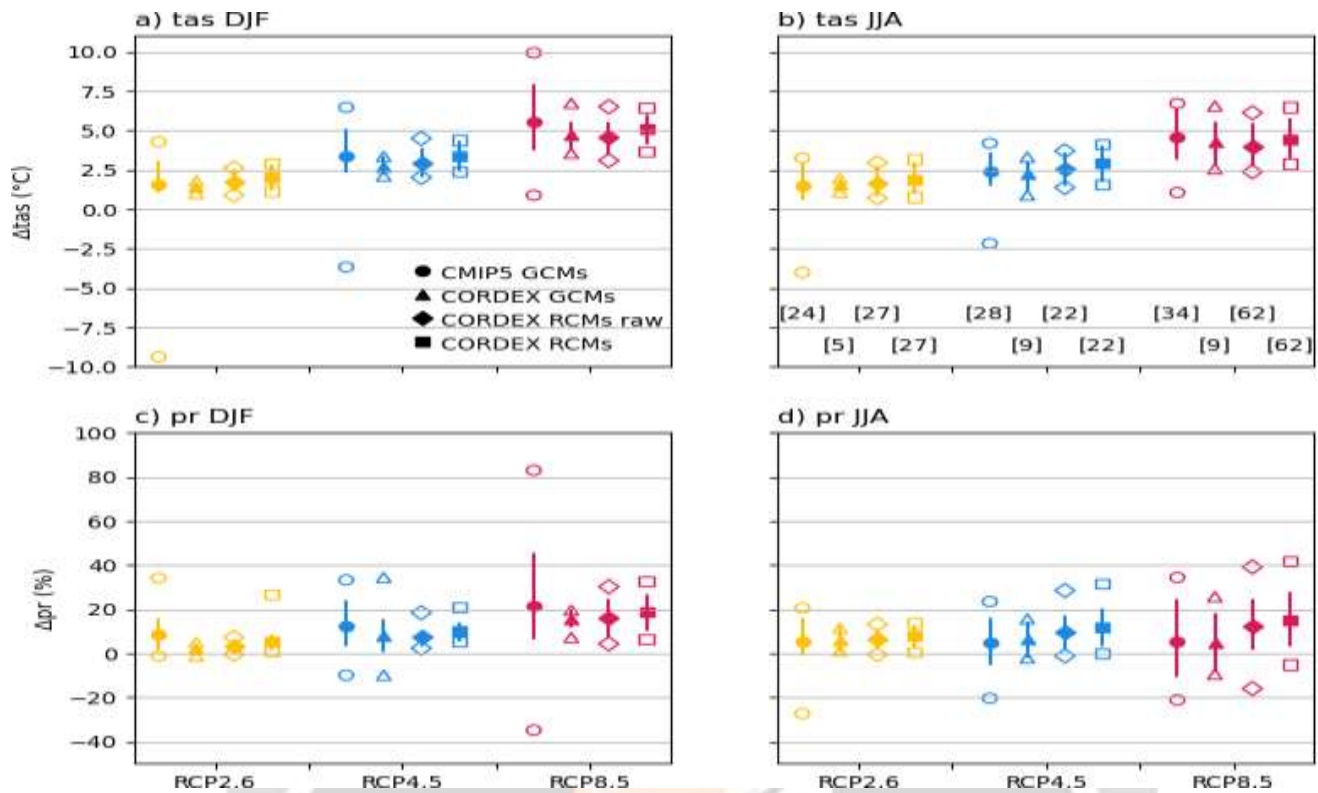 a) tas DJF
b) tas JJA
10.0
7.5
5.0
2.5
0.0
−2.5
−5.0
−7.5
−10.0
Δtas (°C)
CMIP5 GCMs
CORDEX GCMs
CORDEX RCMs raw
CORDEX RCMs
[24] [27] [28] [22] [34] [62]
[5] [27] [9] [22] [9] [62]
c) pr DJF
d) pr JJA
100
80
60
40
20
0
−20
−40
Δpr (%)
RCP2.6 RCP4.5 RCP8.5
RCP2.6 RCP4.5 RCP8.5